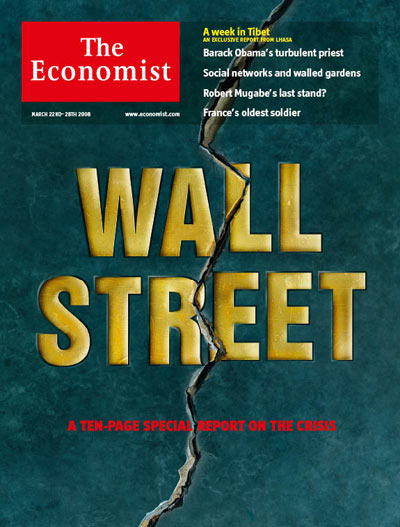 The
Economist
MARCH 22ND–28TH 2008
www.economist.com
A week in Tibet
AN EXCLUSIVE REPORT FROM LHASA
Barack Obama's turbulent priest
Social networks and walled gardens
Robert Mugabe's last stand?
France's oldest soldier
WALL
STREET
A TEN-PAGE SPECIAL REPORT ON THE CRISIS